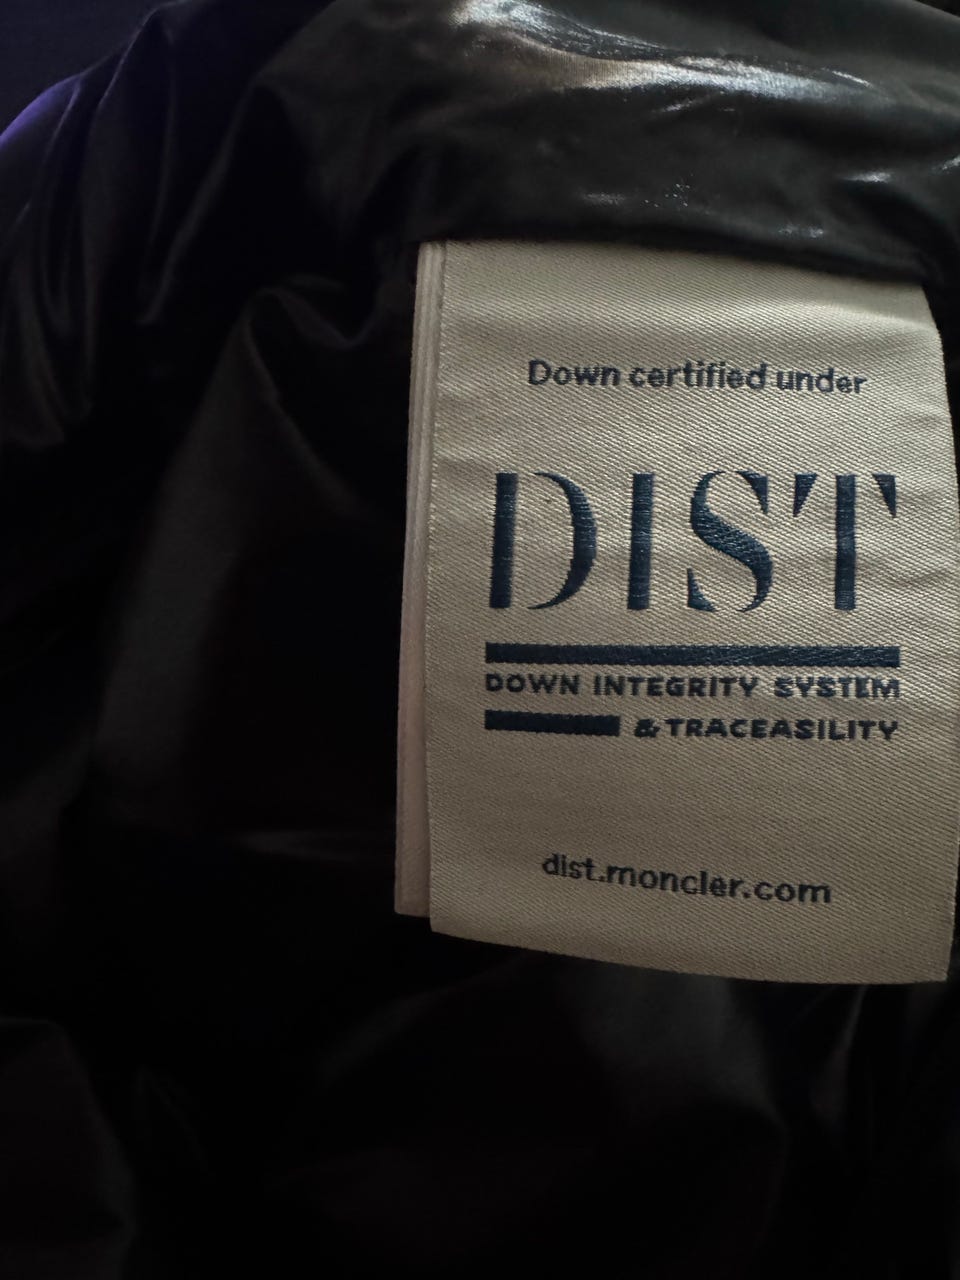 Down certified under
DIST
DOWN INTEGRITY SYSTEM
& TRACEASILITY
dist.moncler.com